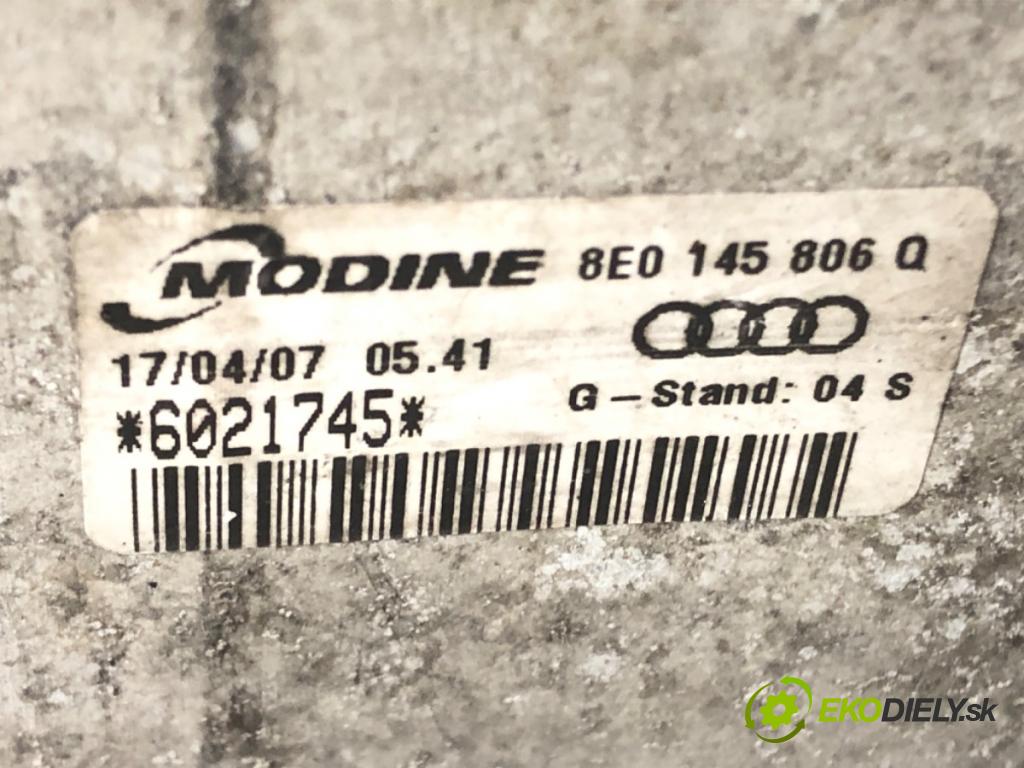 MODINE 8E0 145 806 Q
17/04/07 05.41
G - Stand: 04 S
*6021745*
EKODIELY.sk